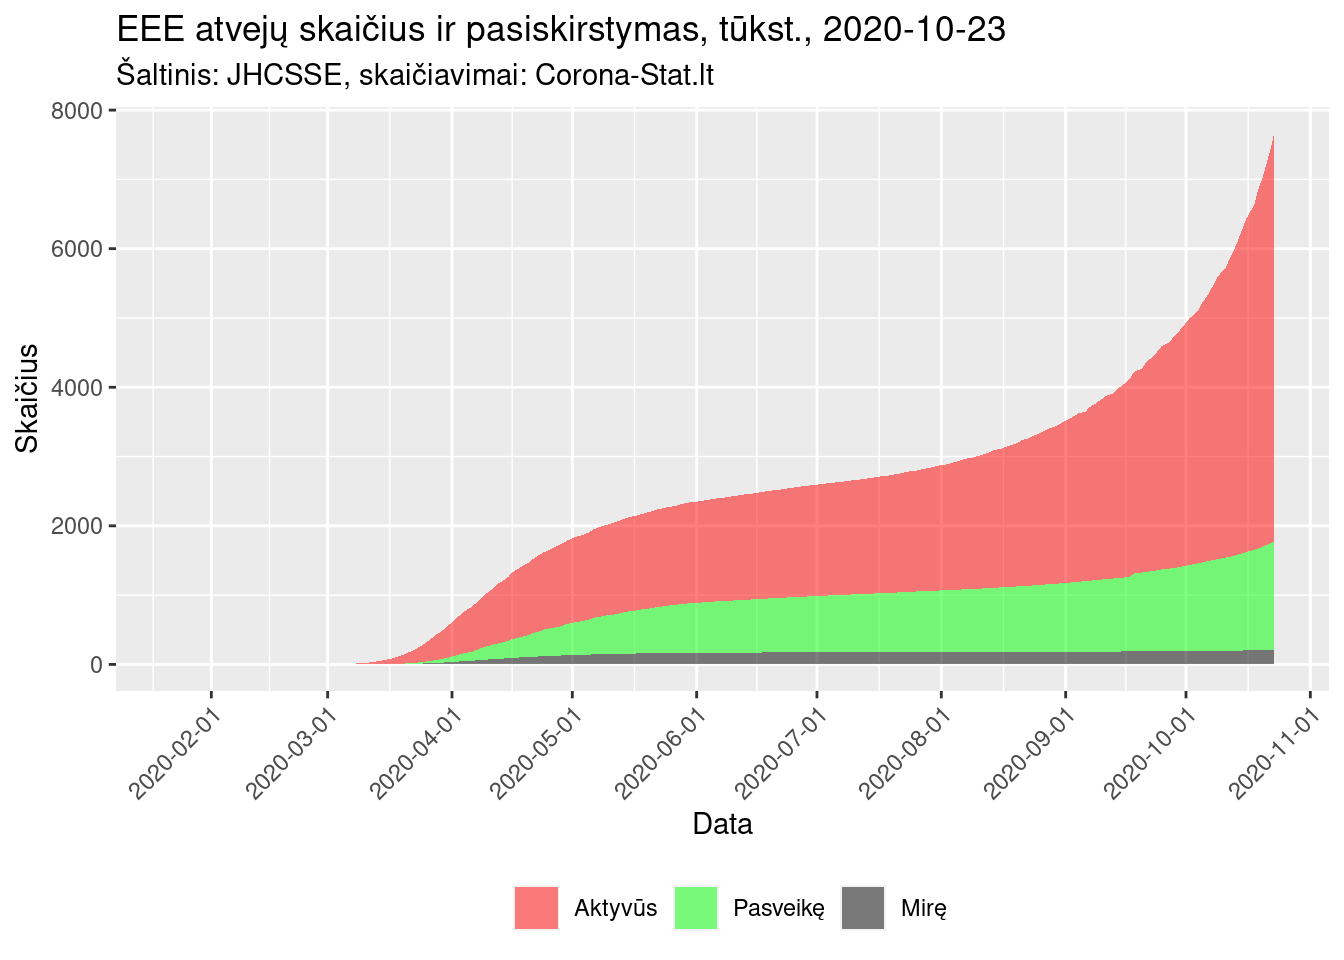 EEE atvejų skaičius ir pasiskirstymas, tūkst., 2020-10-23
Šaltinis: JHCSSE, skaičiavimai: Corona-Stat.lt
Skaičius
8000
6000
4000
2000
0
2020-02-01
2020-03-01
2020-04-01
2020-05-01
2020-06-01
2020-07-01
2020-08-01
2020-09-01
2020-10-01
2020-11-01
Data
Aktyvūs
Pasveikę
Mirę